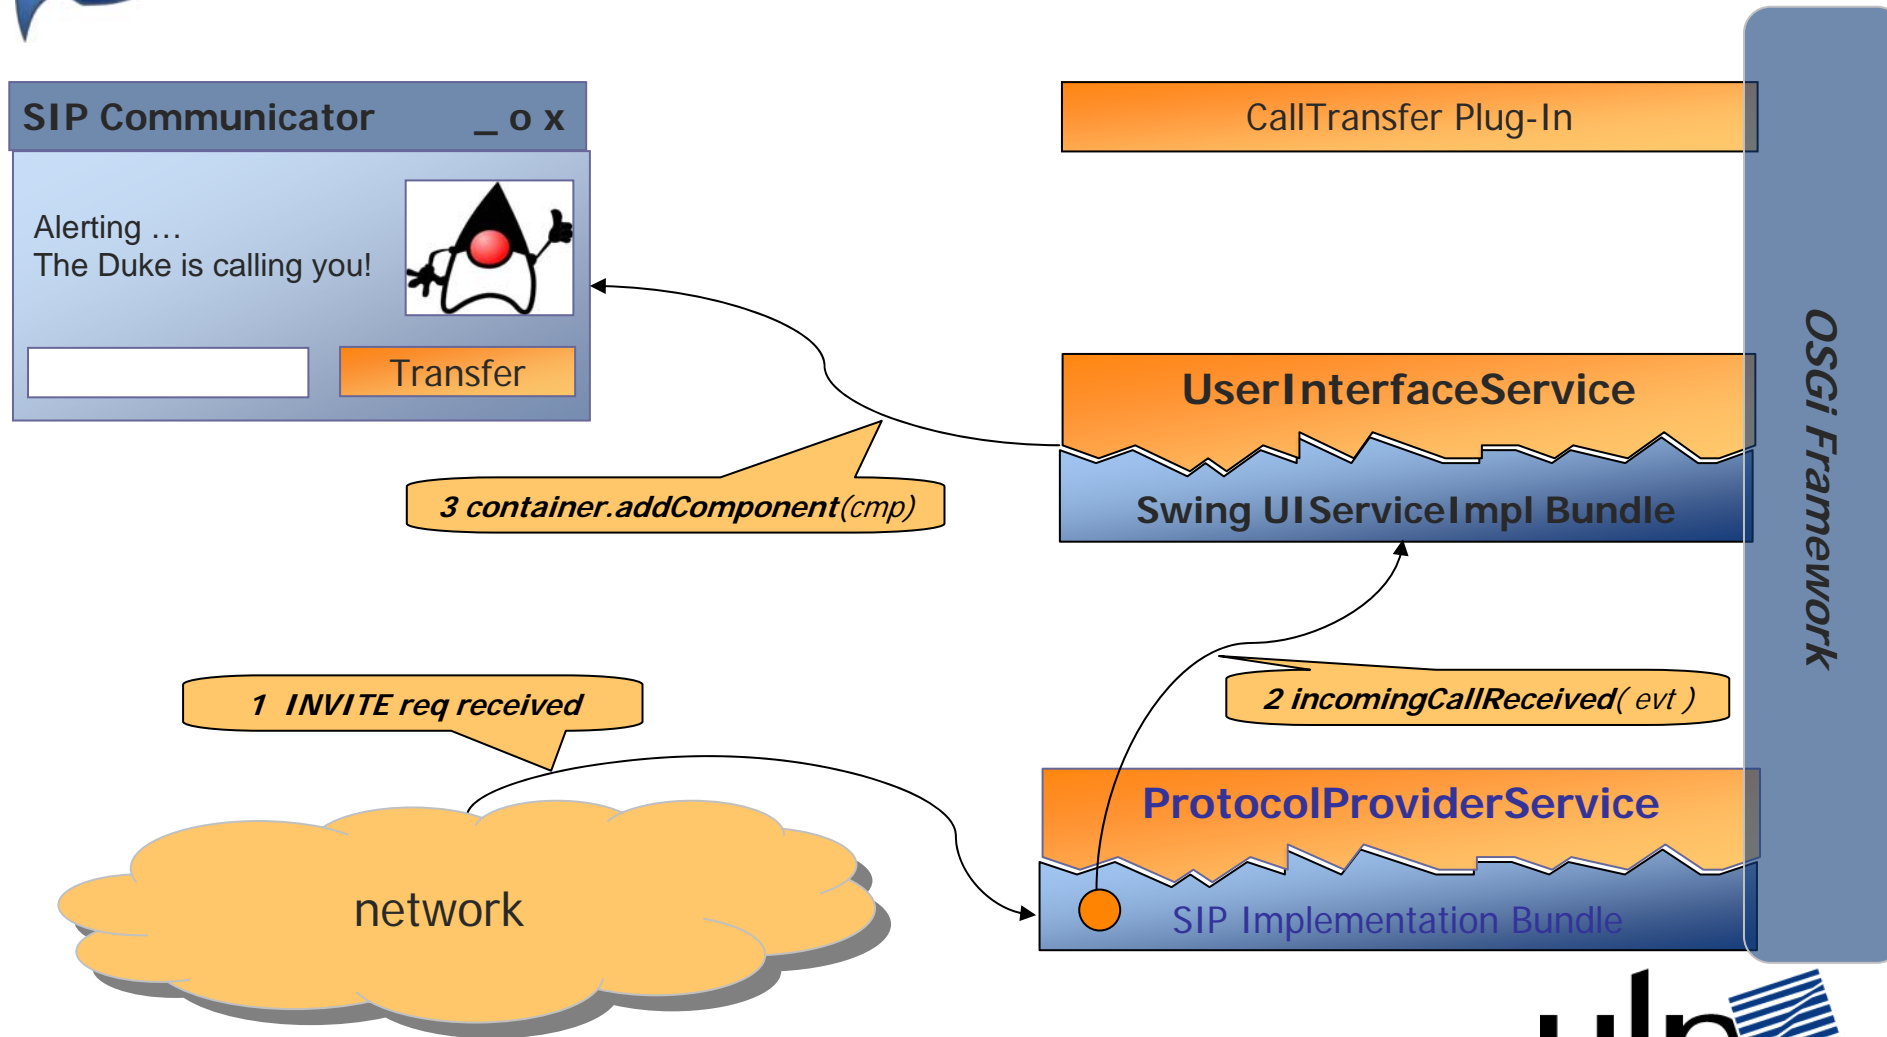 SIP Communicator _ o x
Alerting …
The Duke is calling you!
Transfer
CallTransfer Plug-In
UserInterfaceService
Swing UIServiceImpl Bundle
3 container.addComponent(cmp)
1 INVITE req received
2 incomingCallReceived( evt )
ProtocolProviderService
SIP Implementation Bundle
network
OSGi Framework